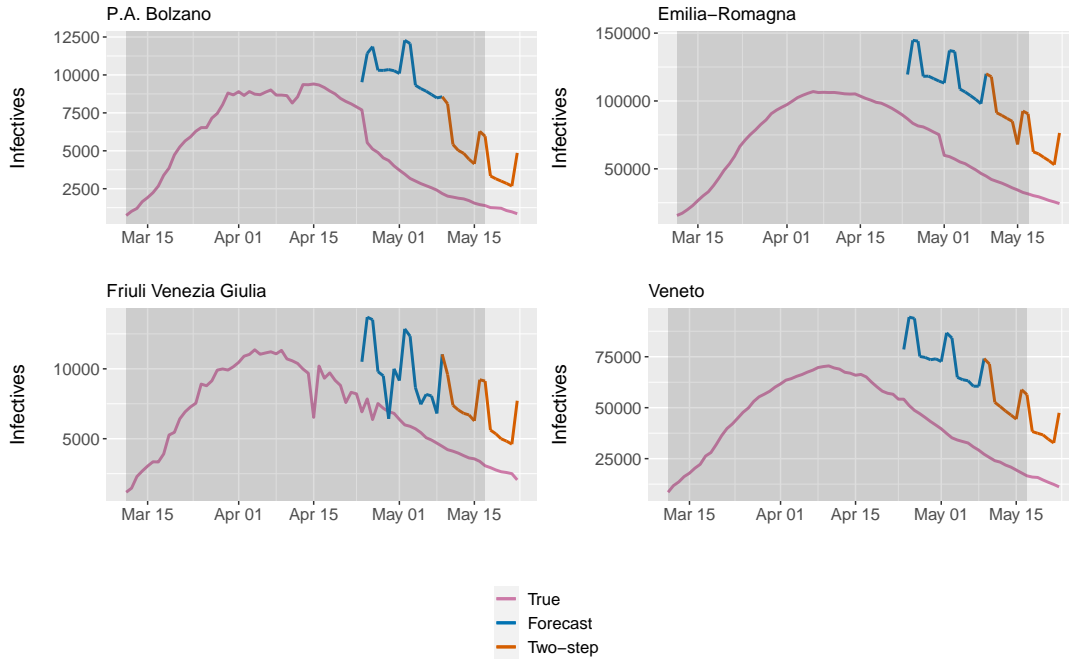 P.A. Bolzano
Infectives
12500
10000
7500
5000
2500
Mar 15
Apr 01
Apr 15
May 01
May 15
Emilia−Romagna
Infectives
150000
100000
50000
Mar 15
Apr 01
Apr 15
May 01
May 15
Friuli Venezia Giulia
Infectives
10000
5000
Mar 15
Apr 01
Apr 15
May 01
May 15
Veneto
Infectives
75000
50000
25000
Mar 15
Apr 01
Apr 15
May 01
May 15
True
Forecast
Two−step